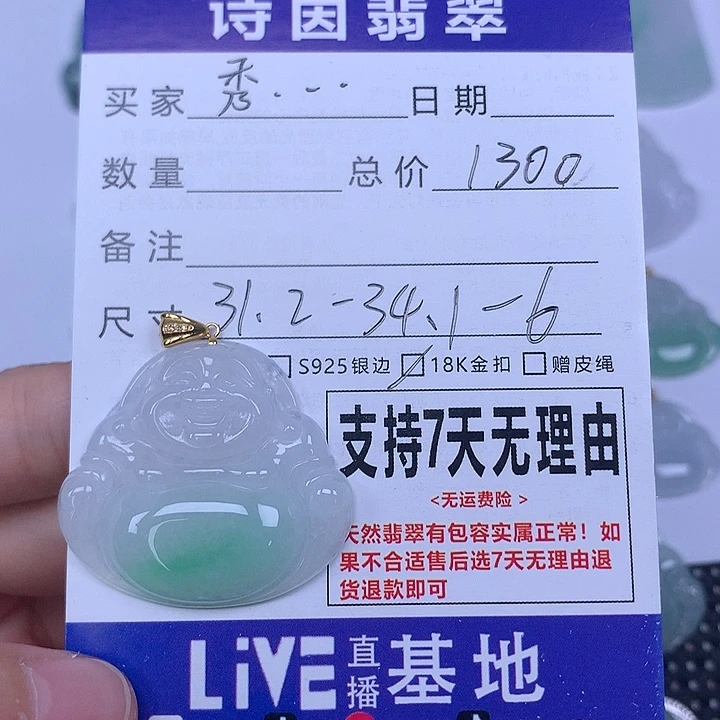 诗因翡翠
买家 秀... 日期
数量 总价 1300
备注
尺寸 31.2-34.1-6
S925银边 18K金扣 赠皮绳
支持7天无理由
<无运费险>
天然翡翠有包容实属正常！如
果不合适售后选7天无理由退
货退款即可
LiVE 直播 基地